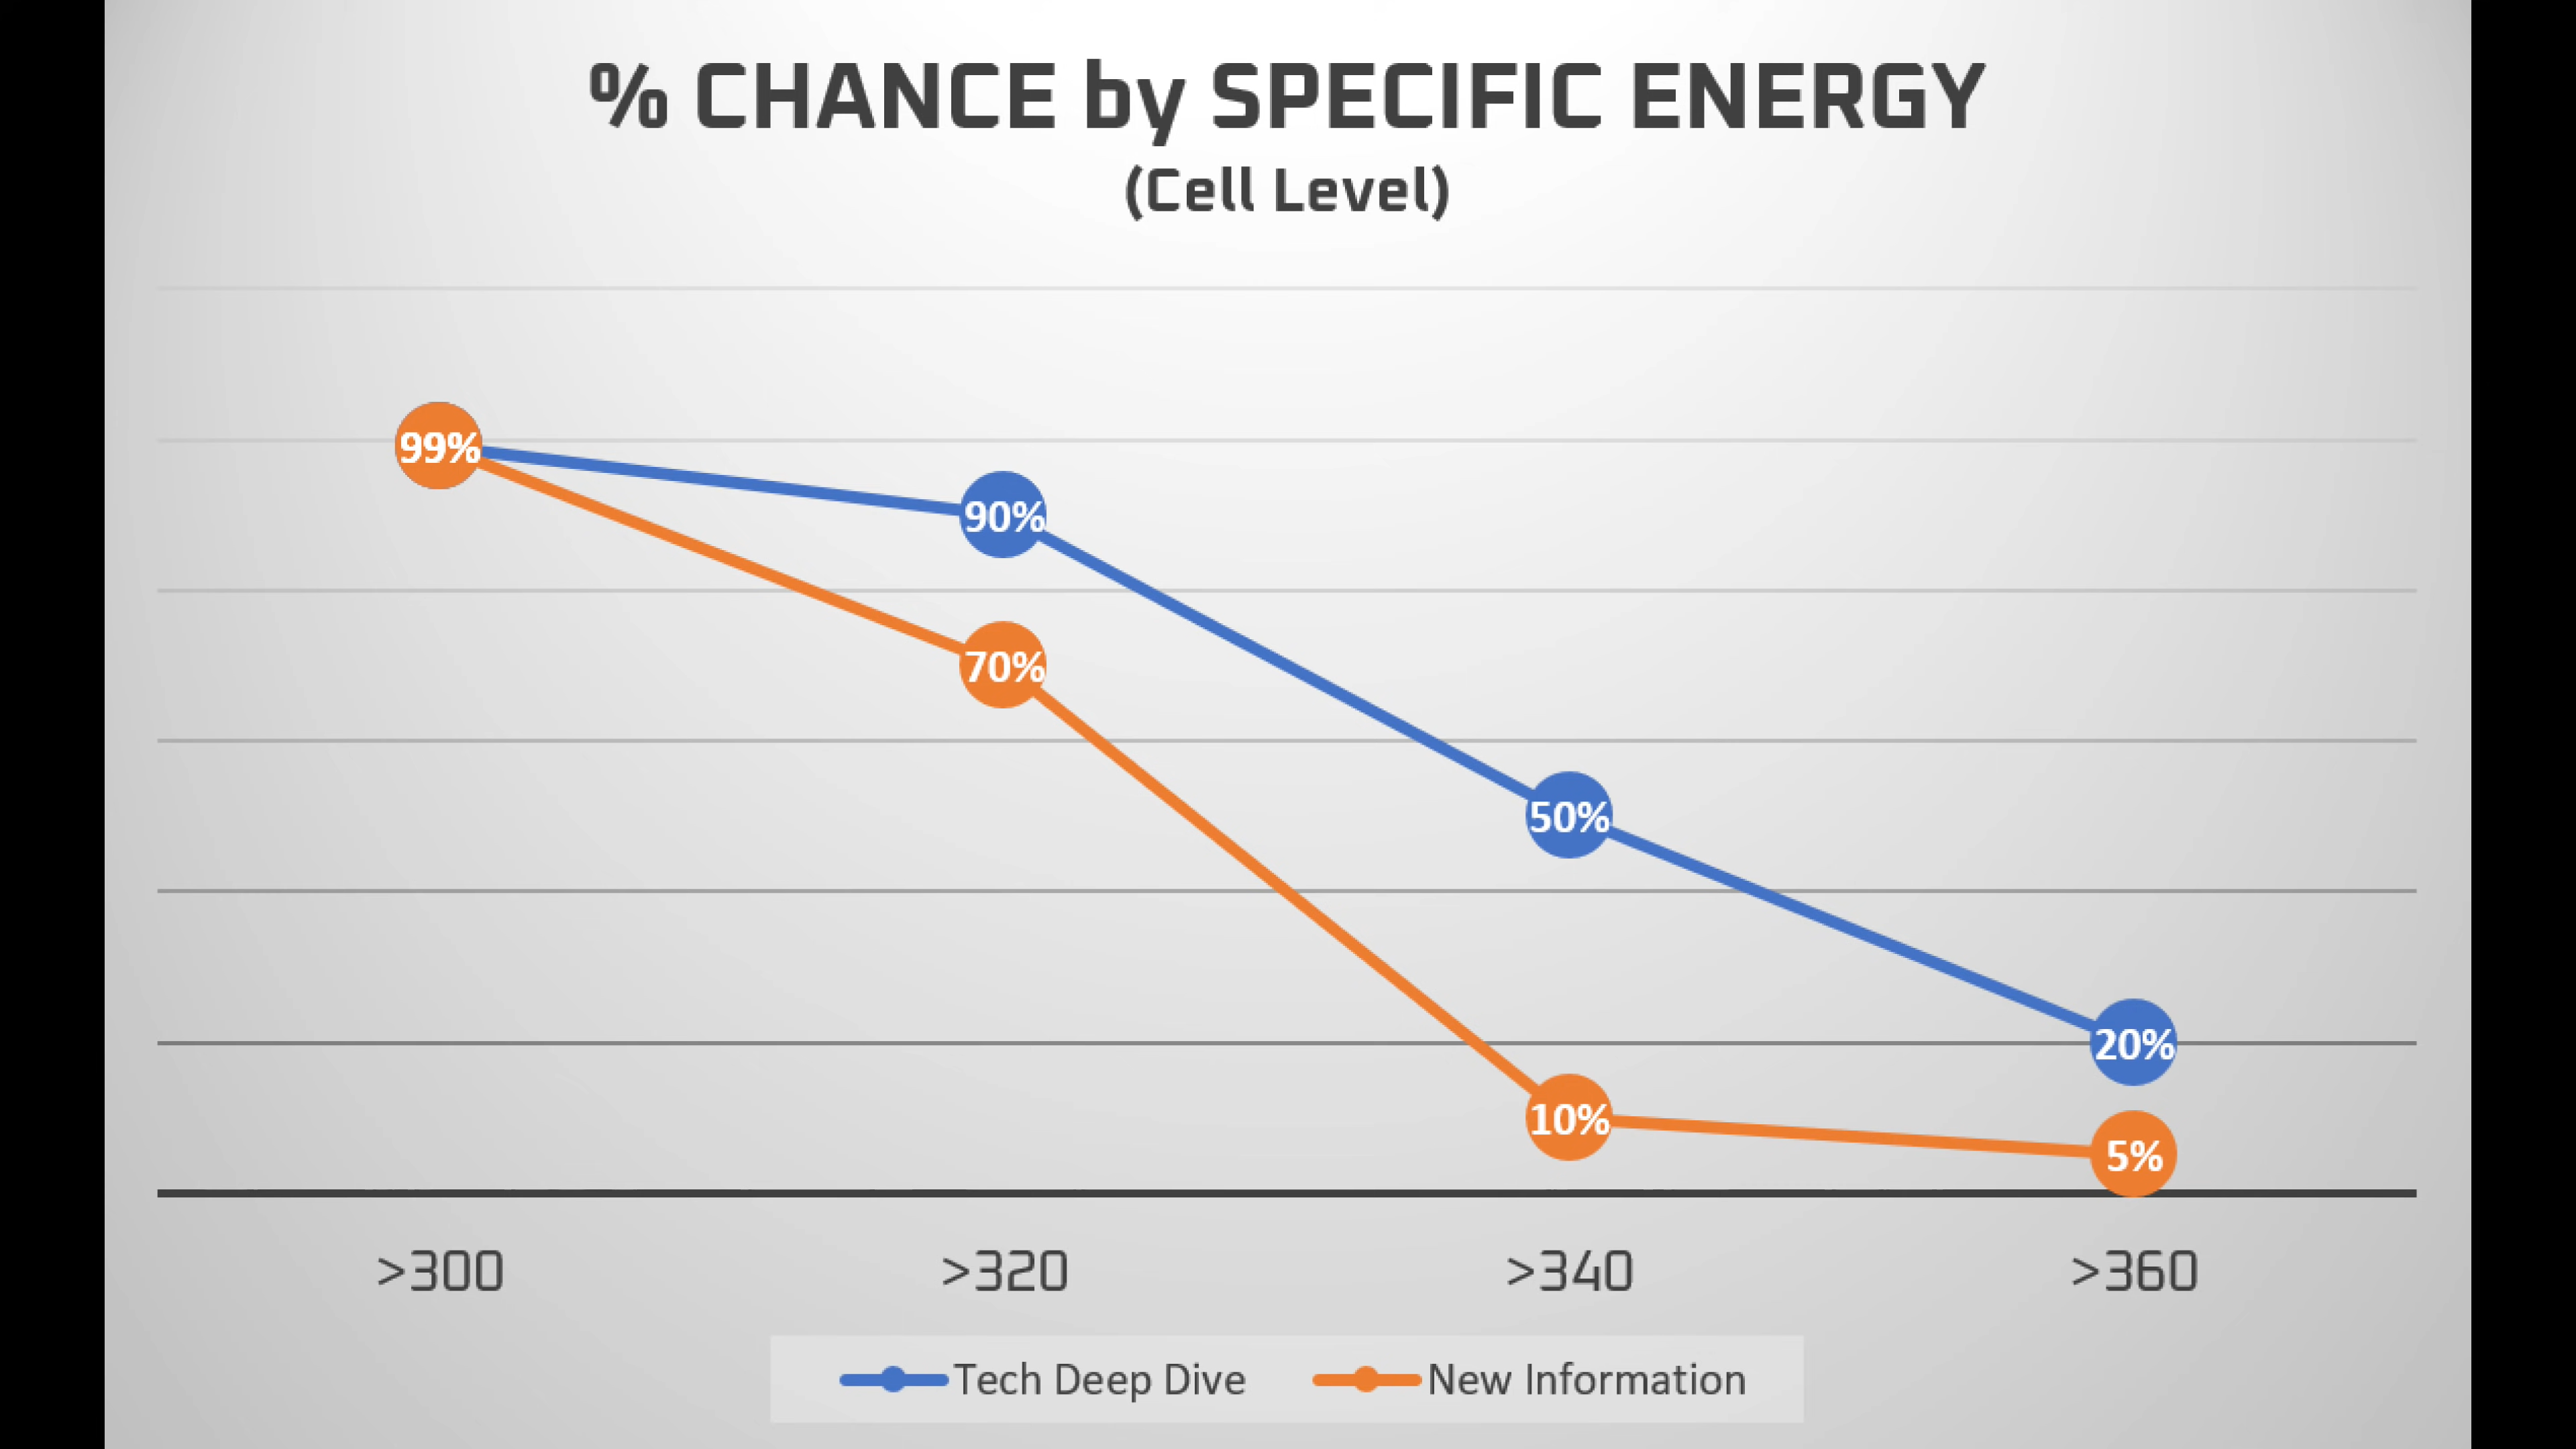 % CHANCE by SPECIFIC ENERGY
(Cell Level)
99%
90%
70%
50%
20%
10%
5%
>300 >320 >340 >360
Tech Deep Dive New Information